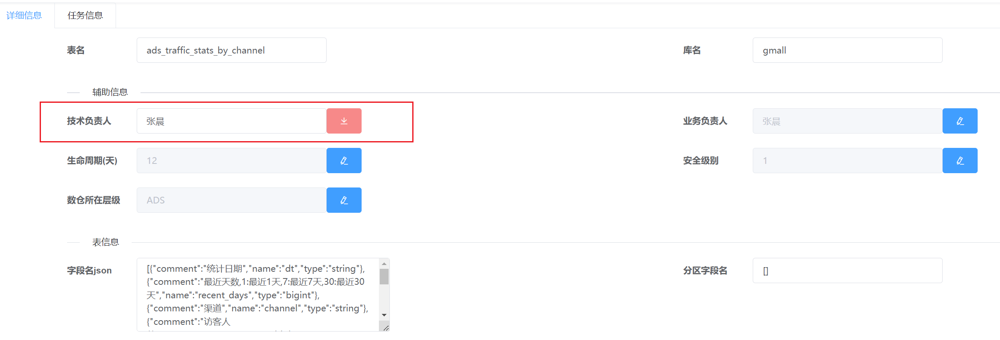 详细信息 任务信息
表名 ads_traffic_stats_by_channel 库名 gmall
辅助信息
技术负责人 张晨 业务负责人 张晨
生命周期(天) 12 安全级别 1
数仓所在层级 ADS
表信息
字段名json [{"comment":"统计日期","name":"dt","type":"string"}, 分区字段名 []
{"comment":"最近天数,1:最近1天,7:最近7天,30:最近30
天","name":"recent_days","type":"bigint"},
{"comment":"渠道","name":"channel","type":"string"},
{"comment":"访客人